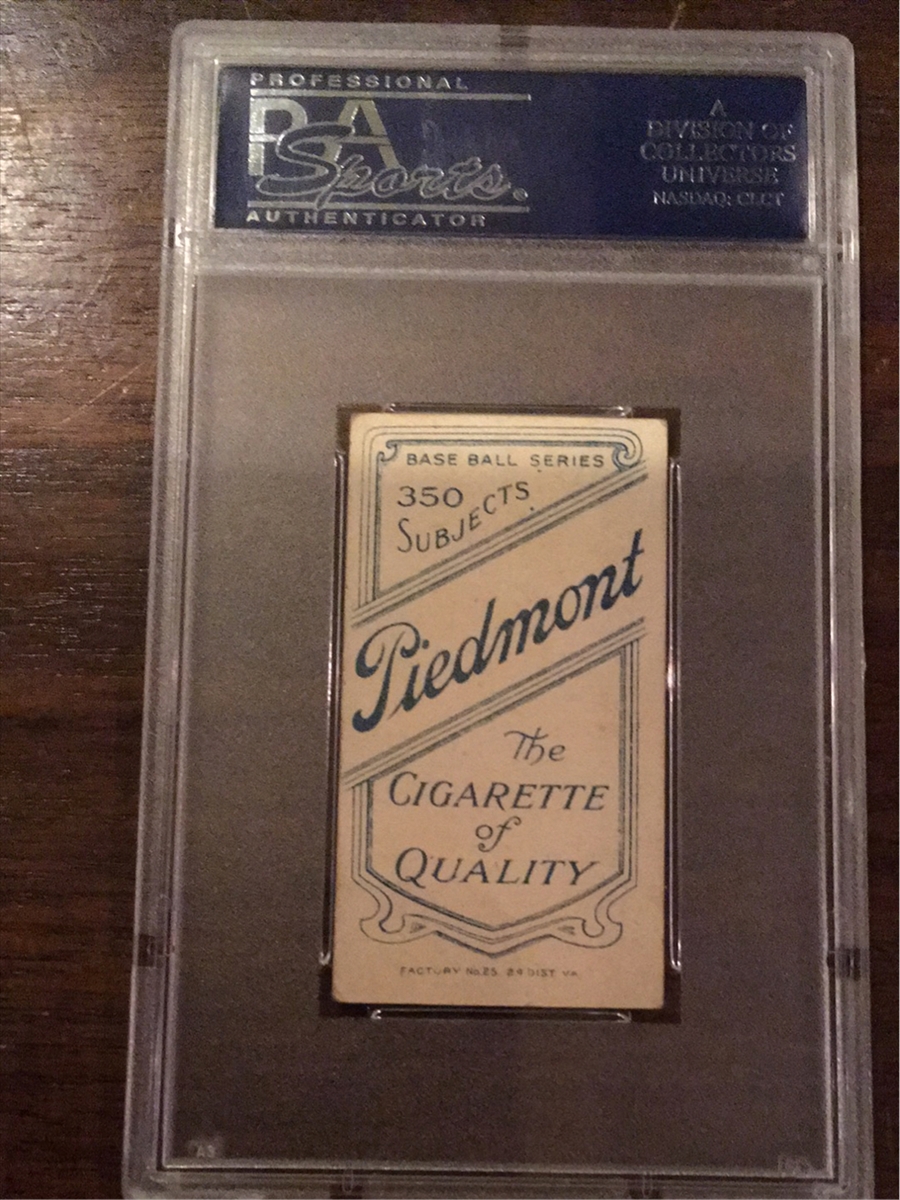 PROFESSIONAL
PSA
Sports.
AUTHENTICATOR
A
DIVISION OF
COLLECTORS
UNIVERSE
NASDAQ: CLCT
BASE BALL SERIES
350
SUBJECTS
Piedmont
The
CIGARETTE
of
QUALITY
FACTORY No. 25, 2d DIST. VA.